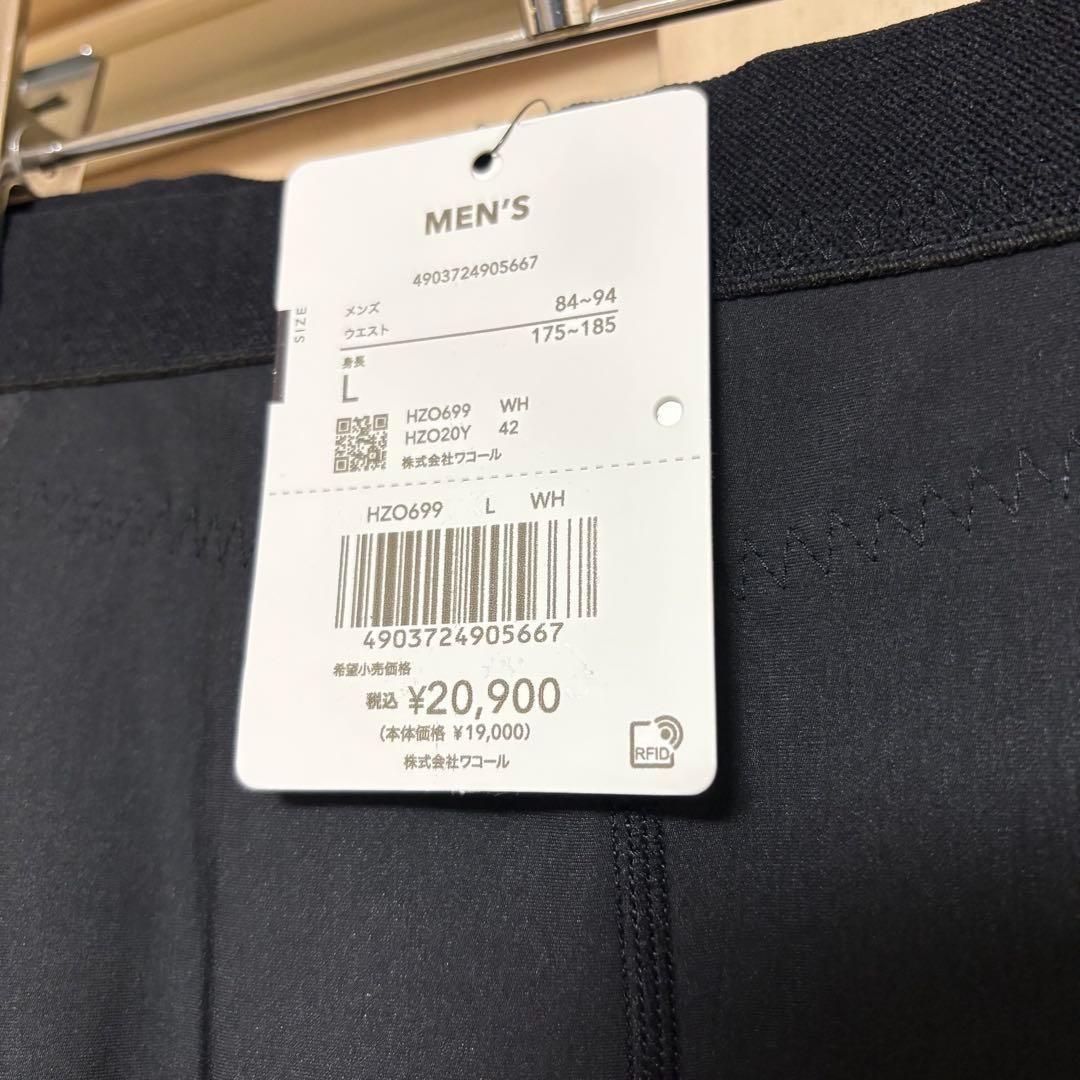 MEN'S
4903724905667
SIZE
メンズ
ウエスト 84~94
身長 175~185
L
HZO699 WH
HZO20Y 42
株式会社ワコール
HZO699 L WH
4903724905667
希望小売価格
税込 ¥20,900
(本体価格 ¥19,000)
株式会社ワコール
RFID